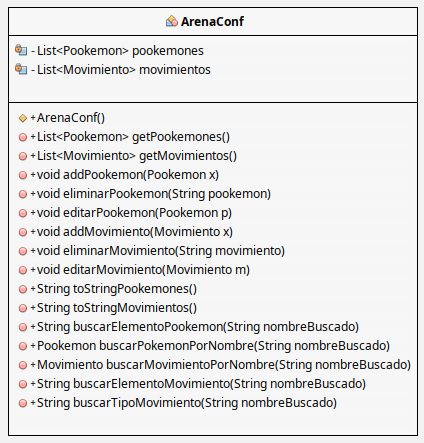 ArenaConf
- List<Pookemon> pookemones
- List<Movimiento> movimientos
+ ArenaConf()
+ List<Pookemon> getPookemones()
+ List<Movimiento> getMovimientos()
+ void addPookemon(Pookemon x)
+ void eliminarPookemon(String pookemon)
+ void editarPookemon(Pookemon p)
+ void addMovimiento(Movimiento x)
+ void eliminarMovimiento(String movimiento)
+ void editarMovimiento(Movimiento m)
+ String toStringPookemones()
+ String toStringMovimientos()
+ String buscarElementoPookemon(String nombreBuscado)
+ Pookemon buscarPokemonPorNombre(String nombreBuscado)
+ Movimiento buscarMovimientoPorNombre(String nombreBuscado)
+ String buscarElementoMovimiento(String nombreBuscado)
+ String buscarTipoMovimiento(String nombreBuscado)